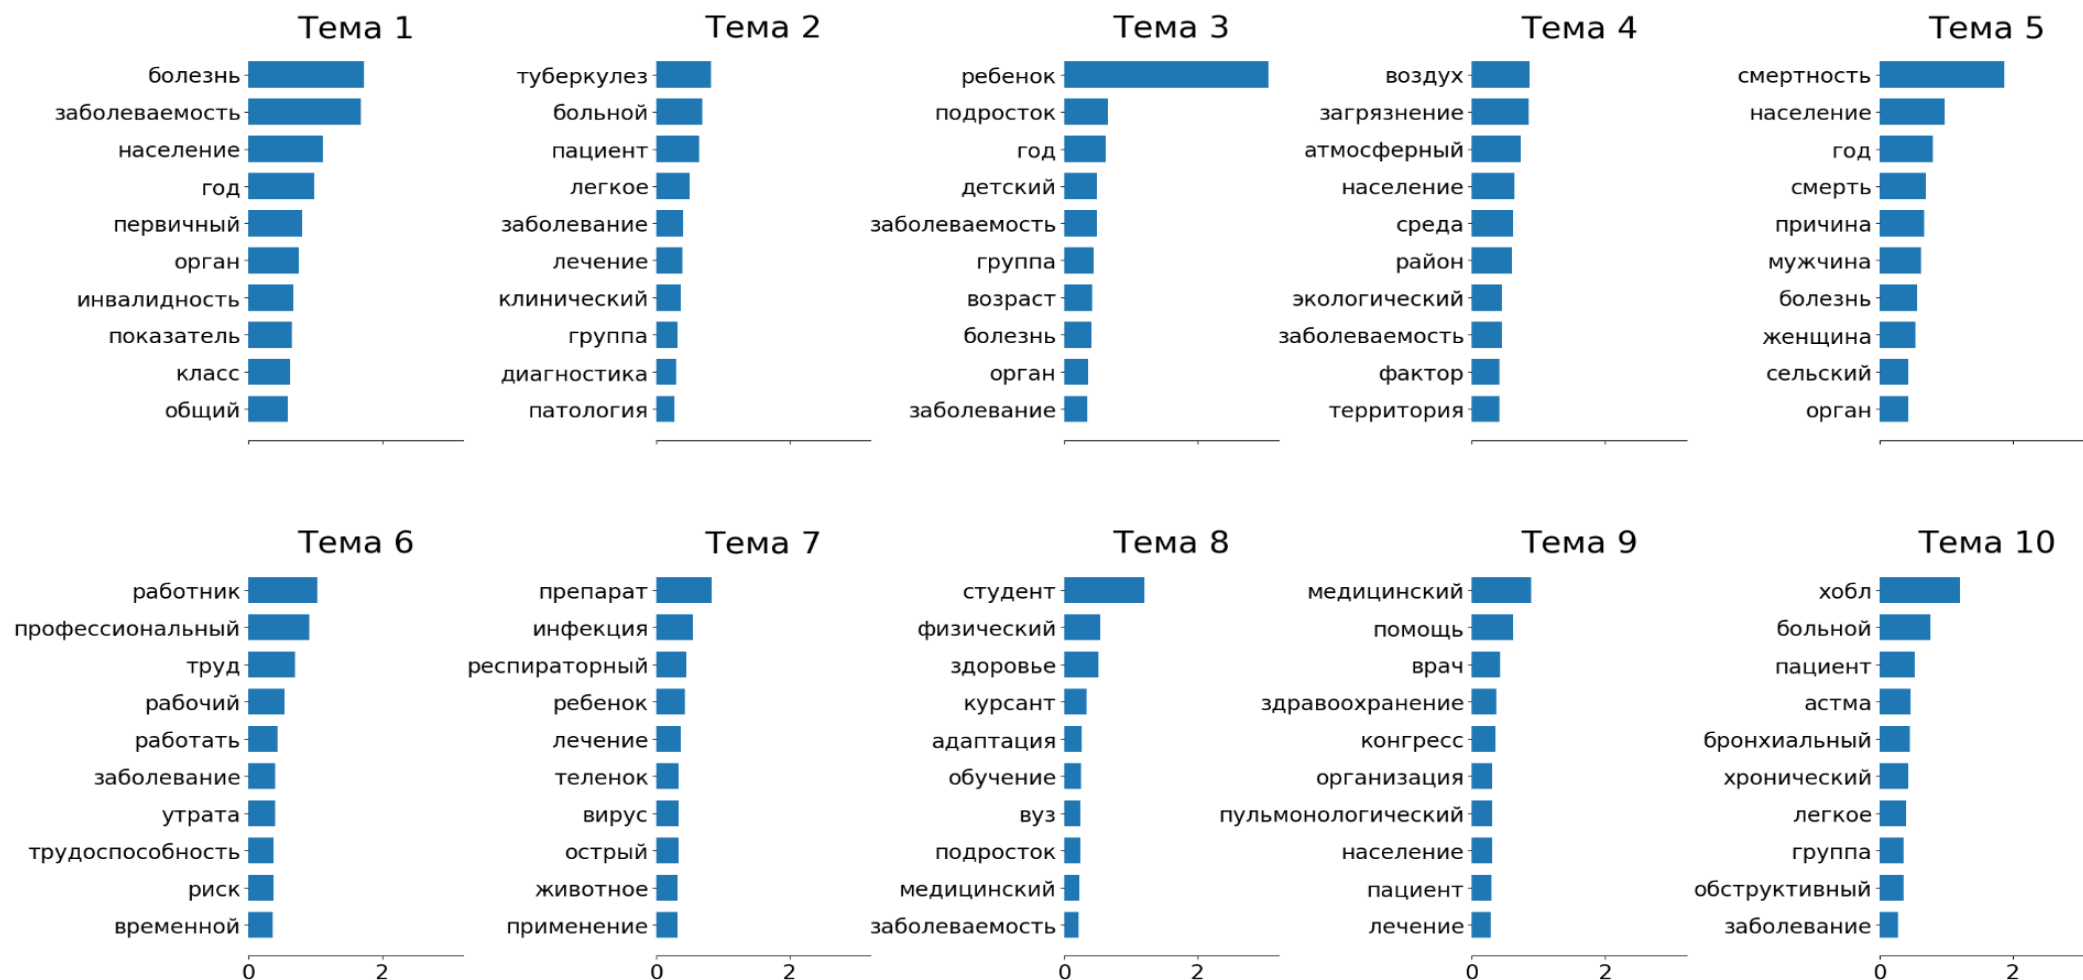 Тема 1
болезнь
заболеваемость
население
год
первичный
орган
инвалидность
показатель
класс
общий
Тема 2
туберкулез
больной
пациент
легкое
заболевание
лечение
клинический
группа
диагностика
патология
Тема 3
ребенок
подросток
год
детский
заболеваемость
группа
возраст
болезнь
орган
заболевание
Тема 4
воздух
загрязнение
атмосферный
население
среда
район
экологический
заболеваемость
фактор
территория
Тема 5
смертность
население
год
смерть
причина
мужчина
болезнь
женщина
сельский
орган
Тема 6
работник
профессиональный
труд
рабочий
работать
заболевание
утрата
трудоспособность
риск
временной
0 2
Тема 7
препарат
инфекция
респираторный
ребенок
лечение
теленок
вирус
острый
животное
применение
0 2
Тема 8
студент
физический
здоровье
курсант
адаптация
обучение
вуз
подросток
медицинский
заболеваемость
0 2
Тема 9
медицинский
помощь
врач
здравоохранение
конгресс
организация
пульмонологический
население
пациент
лечение
0 2
Тема 10
хобл
больной
пациент
астма
бронхиальный
хронический
легкое
группа
обструктивный
заболевание
0 2